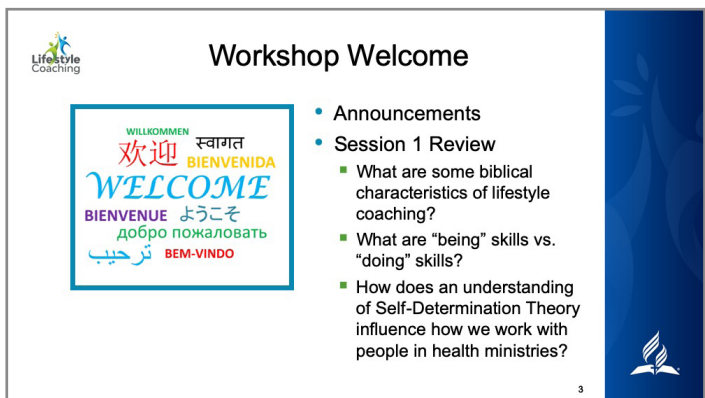 Lifestyle
Coaching
Workshop Welcome
WILLKOMMEN
欢迎 स्वागत
BIENVENIDA
WELCOME
BIENVENUE ようこそ
добро пожаловать
ترحيب BEM-VINDO
• Announcements
• Session 1 Review
▪ What are some biblical
characteristics of lifestyle
coaching?
▪ What are “being” skills vs.
“doing” skills?
▪ How does an understanding
of Self-Determination Theory
influence how we work with
people in health ministries?
3